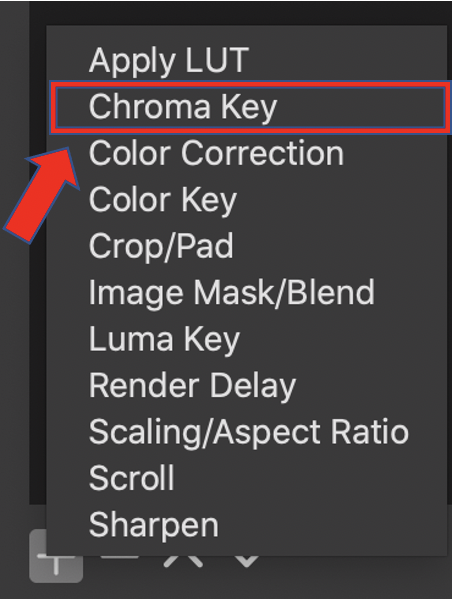 Apply LUT
Chroma Key
Color Correction
Color Key
Crop/Pad
Image Mask/Blend
Luma Key
Render Delay
Scaling/Aspect Ratio
Scroll
Sharpen